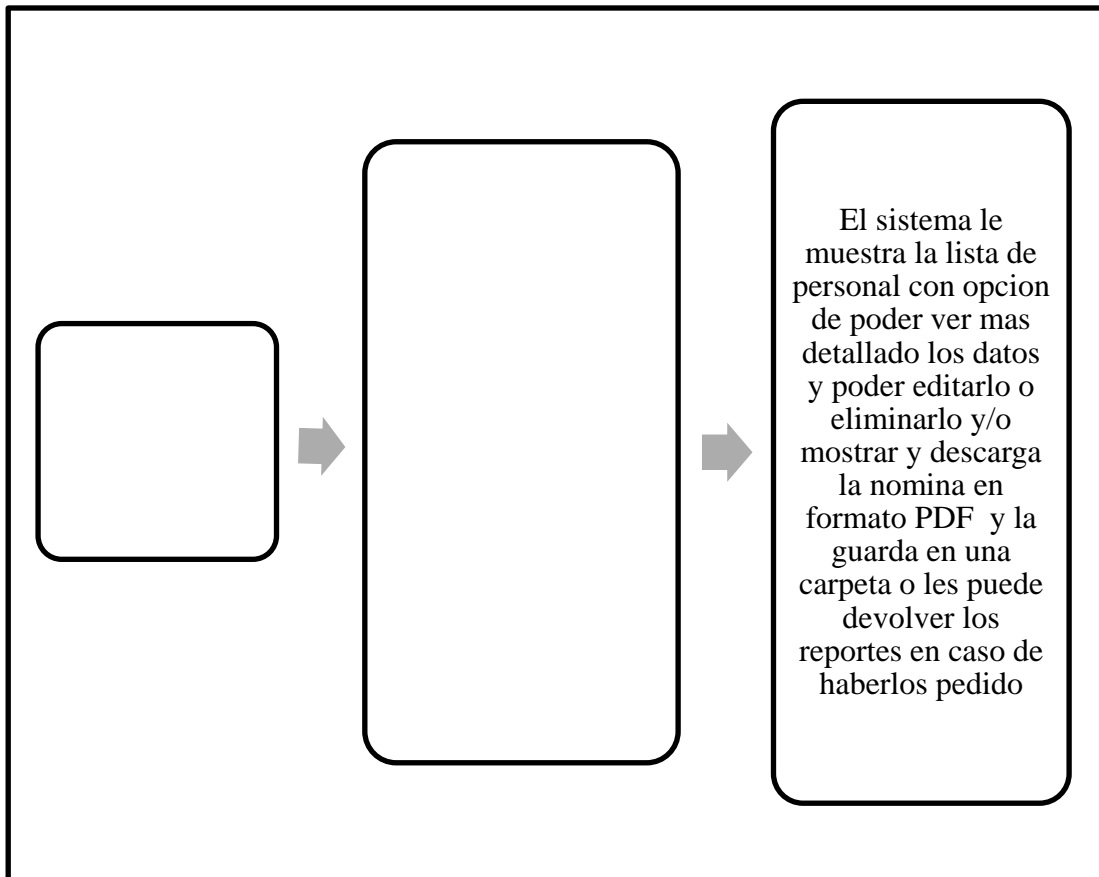 El sistema le
muestra la lista de
personal con opcion
de poder ver mas
detallado los datos
y poder editarlo o
eliminarlo y/o
mostrar y descarga
la nomina en
formato PDF  y la
guarda en una
carpeta o les puede
devolver los
reportes en caso de
haberlos pedido